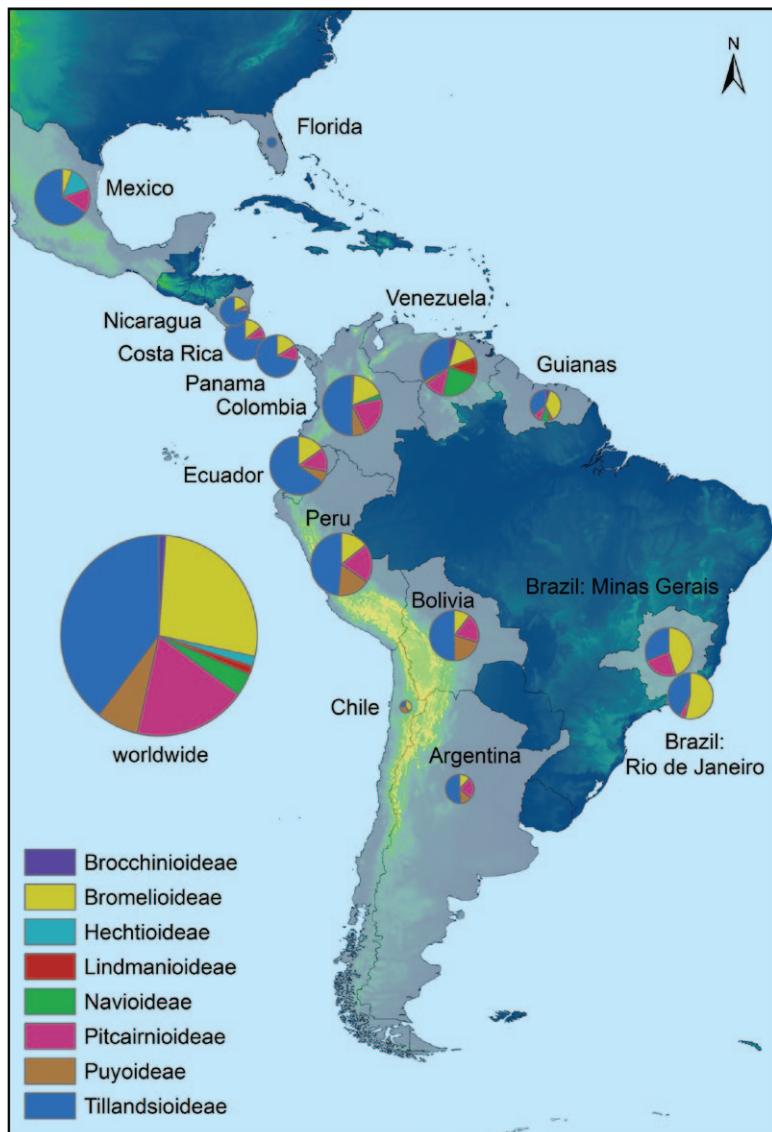 N
Florida
Mexico
Venezuela
Nicaragua
Costa Rica
Guianas
Panama
Colombia
Ecuador
Peru
Brazil: Minas Gerais
Bolivia
Chile
worldwide
Argentina
Brazil:
Rio de Janeiro
Brocchinioideae
Bromelioideae
Hechtioideae
Lindmanioideae
Navioideae
Pitcairnioideae
Puyoideae
Tillandsioideae